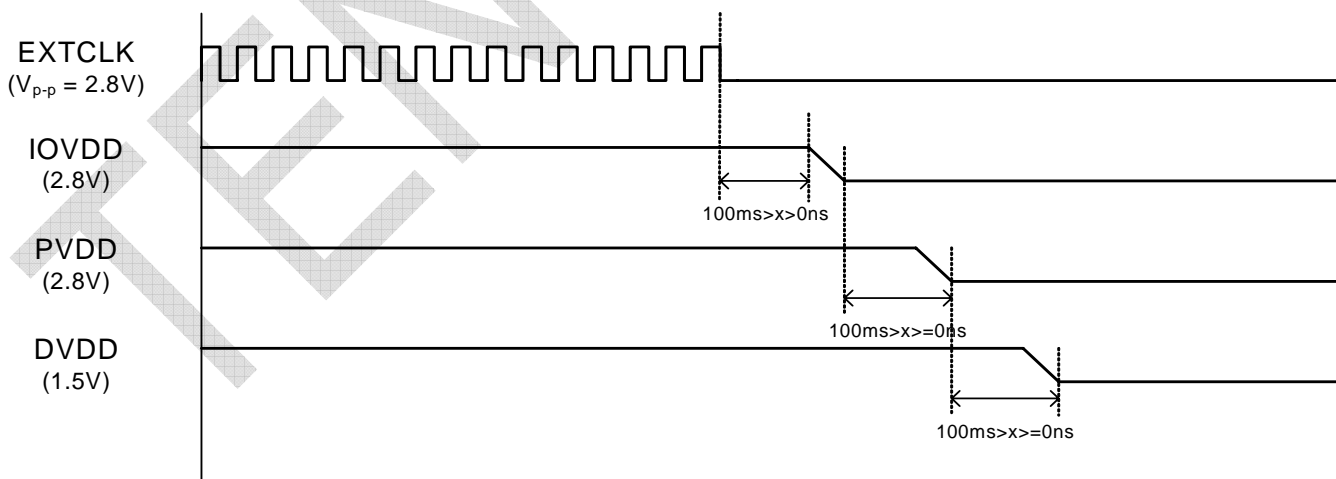 EXTCLK
(Vp-p = 2.8V)
IOVDD
(2.8V)
100ms>x>0ns
PVDD
(2.8V)
100ms>x>=0ns
DVDD
(1.5V)
100ms>x>=0ns